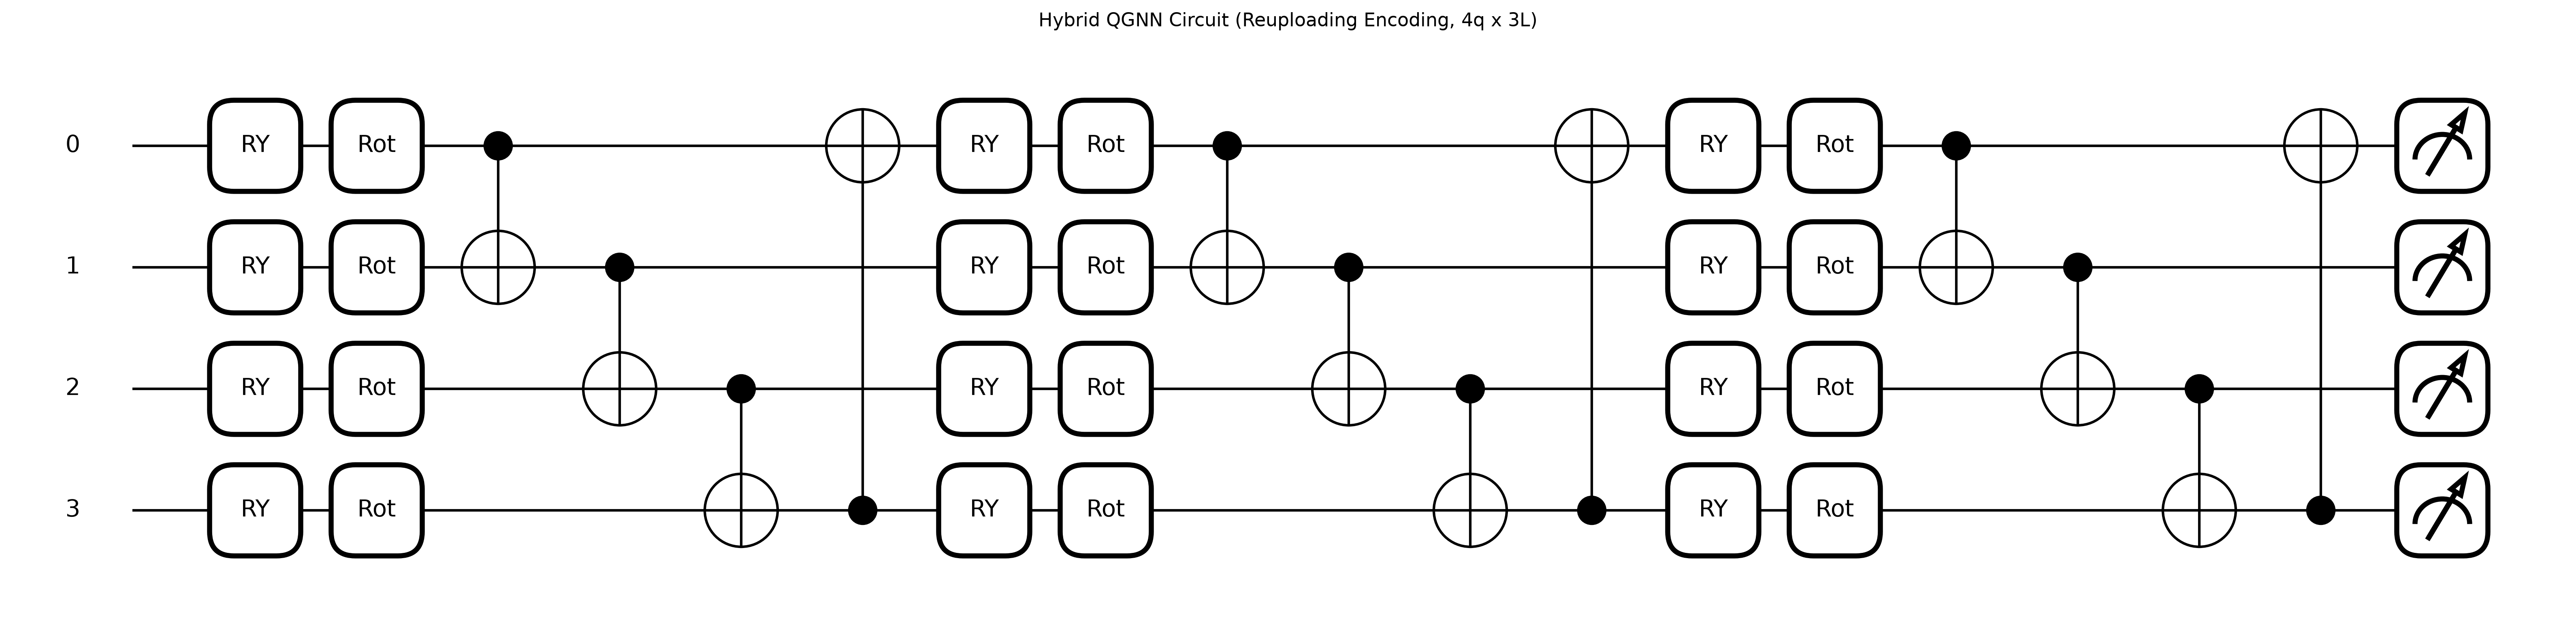 Hybrid QGNN Circuit (Reuploading Encoding, 4q x 3L)
0 RY Rot RY Rot RY Rot
1 RY Rot RY Rot RY Rot
2 RY Rot RY Rot RY Rot
3 RY Rot RY Rot RY Rot